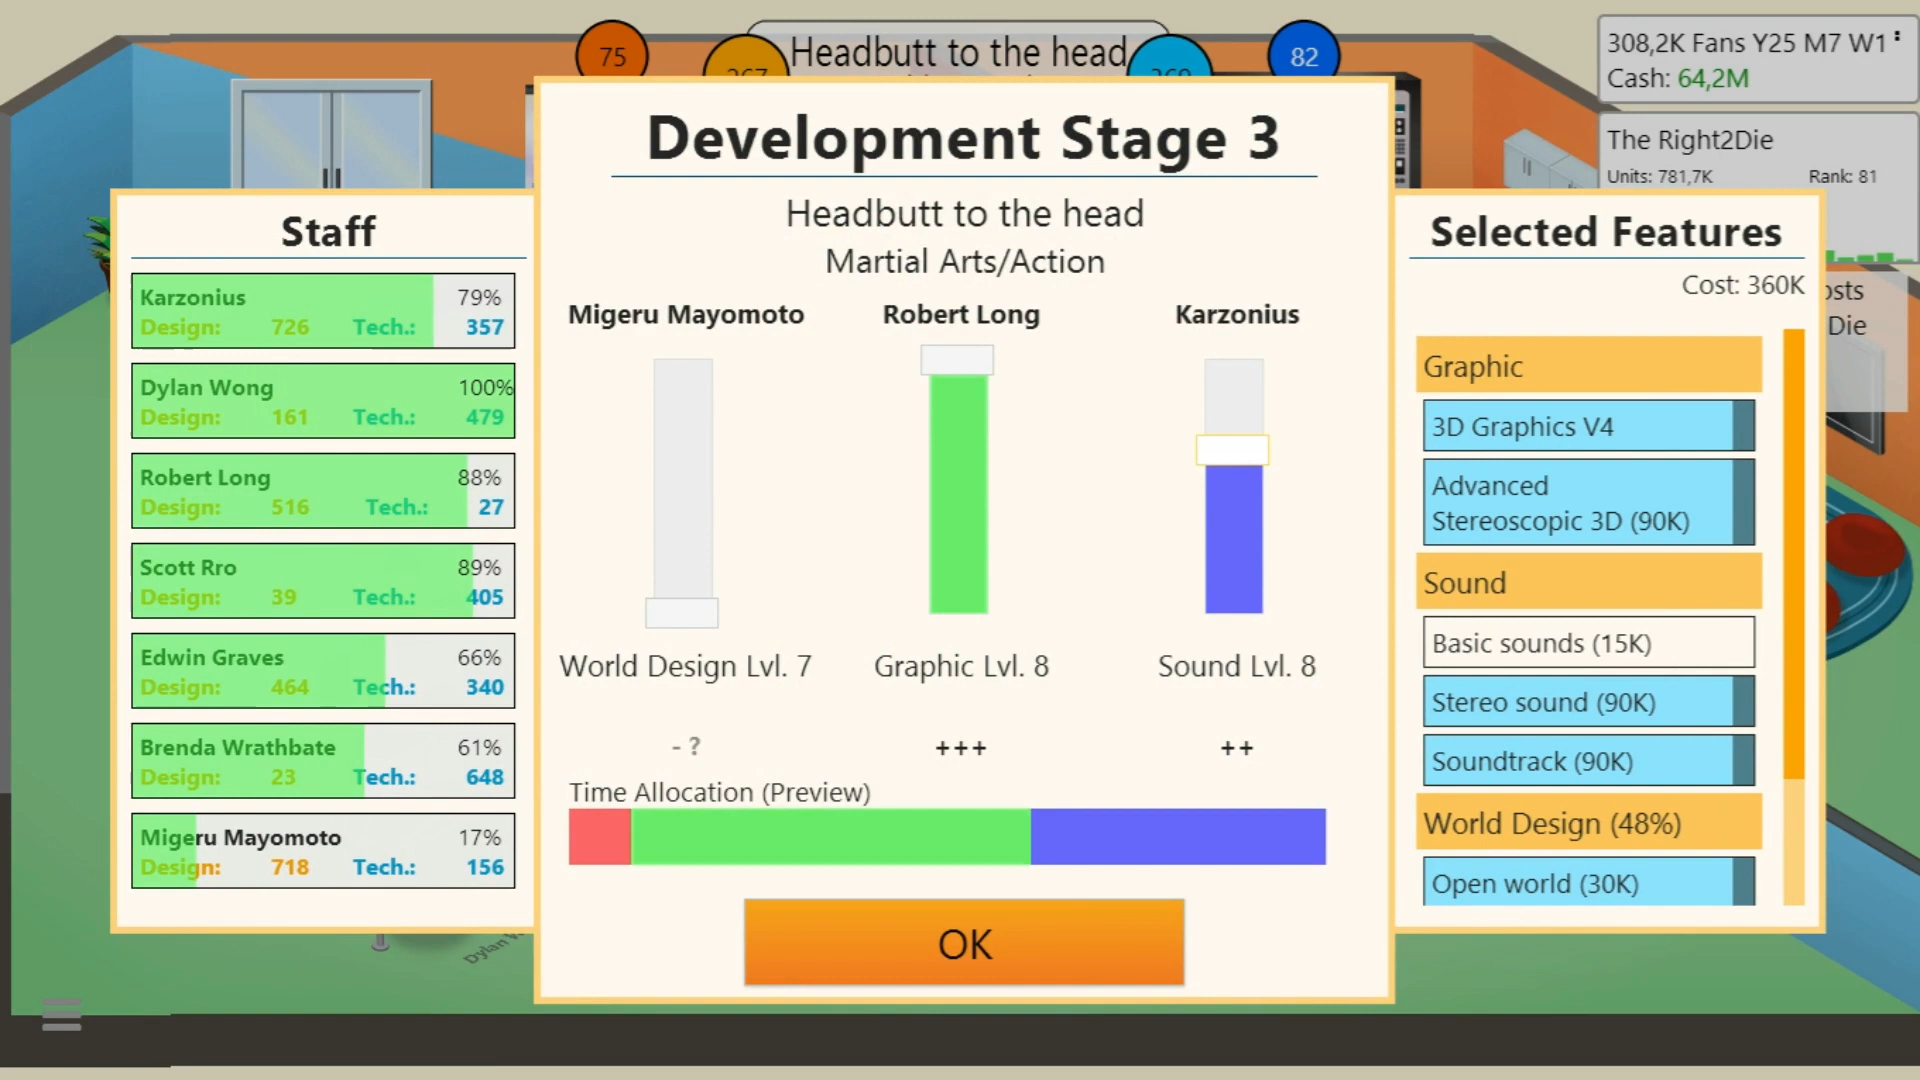 75
Headbutt to the head
82
308,2K Fans Y25 M7 W1
Cash: 64,2M
The Right2Die
Units: 781,7K Rank: 81
Die
Development Stage 3
Headbutt to the head
Martial Arts/Action
Staff
Karzonius 79%
Design: 726 Tech.: 357
Dylan Wong 100%
Design: 161 Tech.: 479
Robert Long 88%
Design: 516 Tech.: 27
Scott Rro 89%
Design: 39 Tech.: 405
Edwin Graves 66%
Design: 464 Tech.: 340
Brenda Wrathbate 61%
Design: 23 Tech.: 648
Migeru Mayomoto 17%
Design: 718 Tech.: 156
Migeru Mayomoto Robert Long Karzonius
World Design Lvl. 7 Graphic Lvl. 8 Sound Lvl. 8
- ? +++ ++
Time Allocation (Preview)
OK
Selected Features
Cost: 360K
Graphic
3D Graphics V4
Advanced
Stereoscopic 3D (90K)
Sound
Basic sounds (15K)
Stereo sound (90K)
Soundtrack (90K)
World Design (48%)
Open world (30K)
Dylan